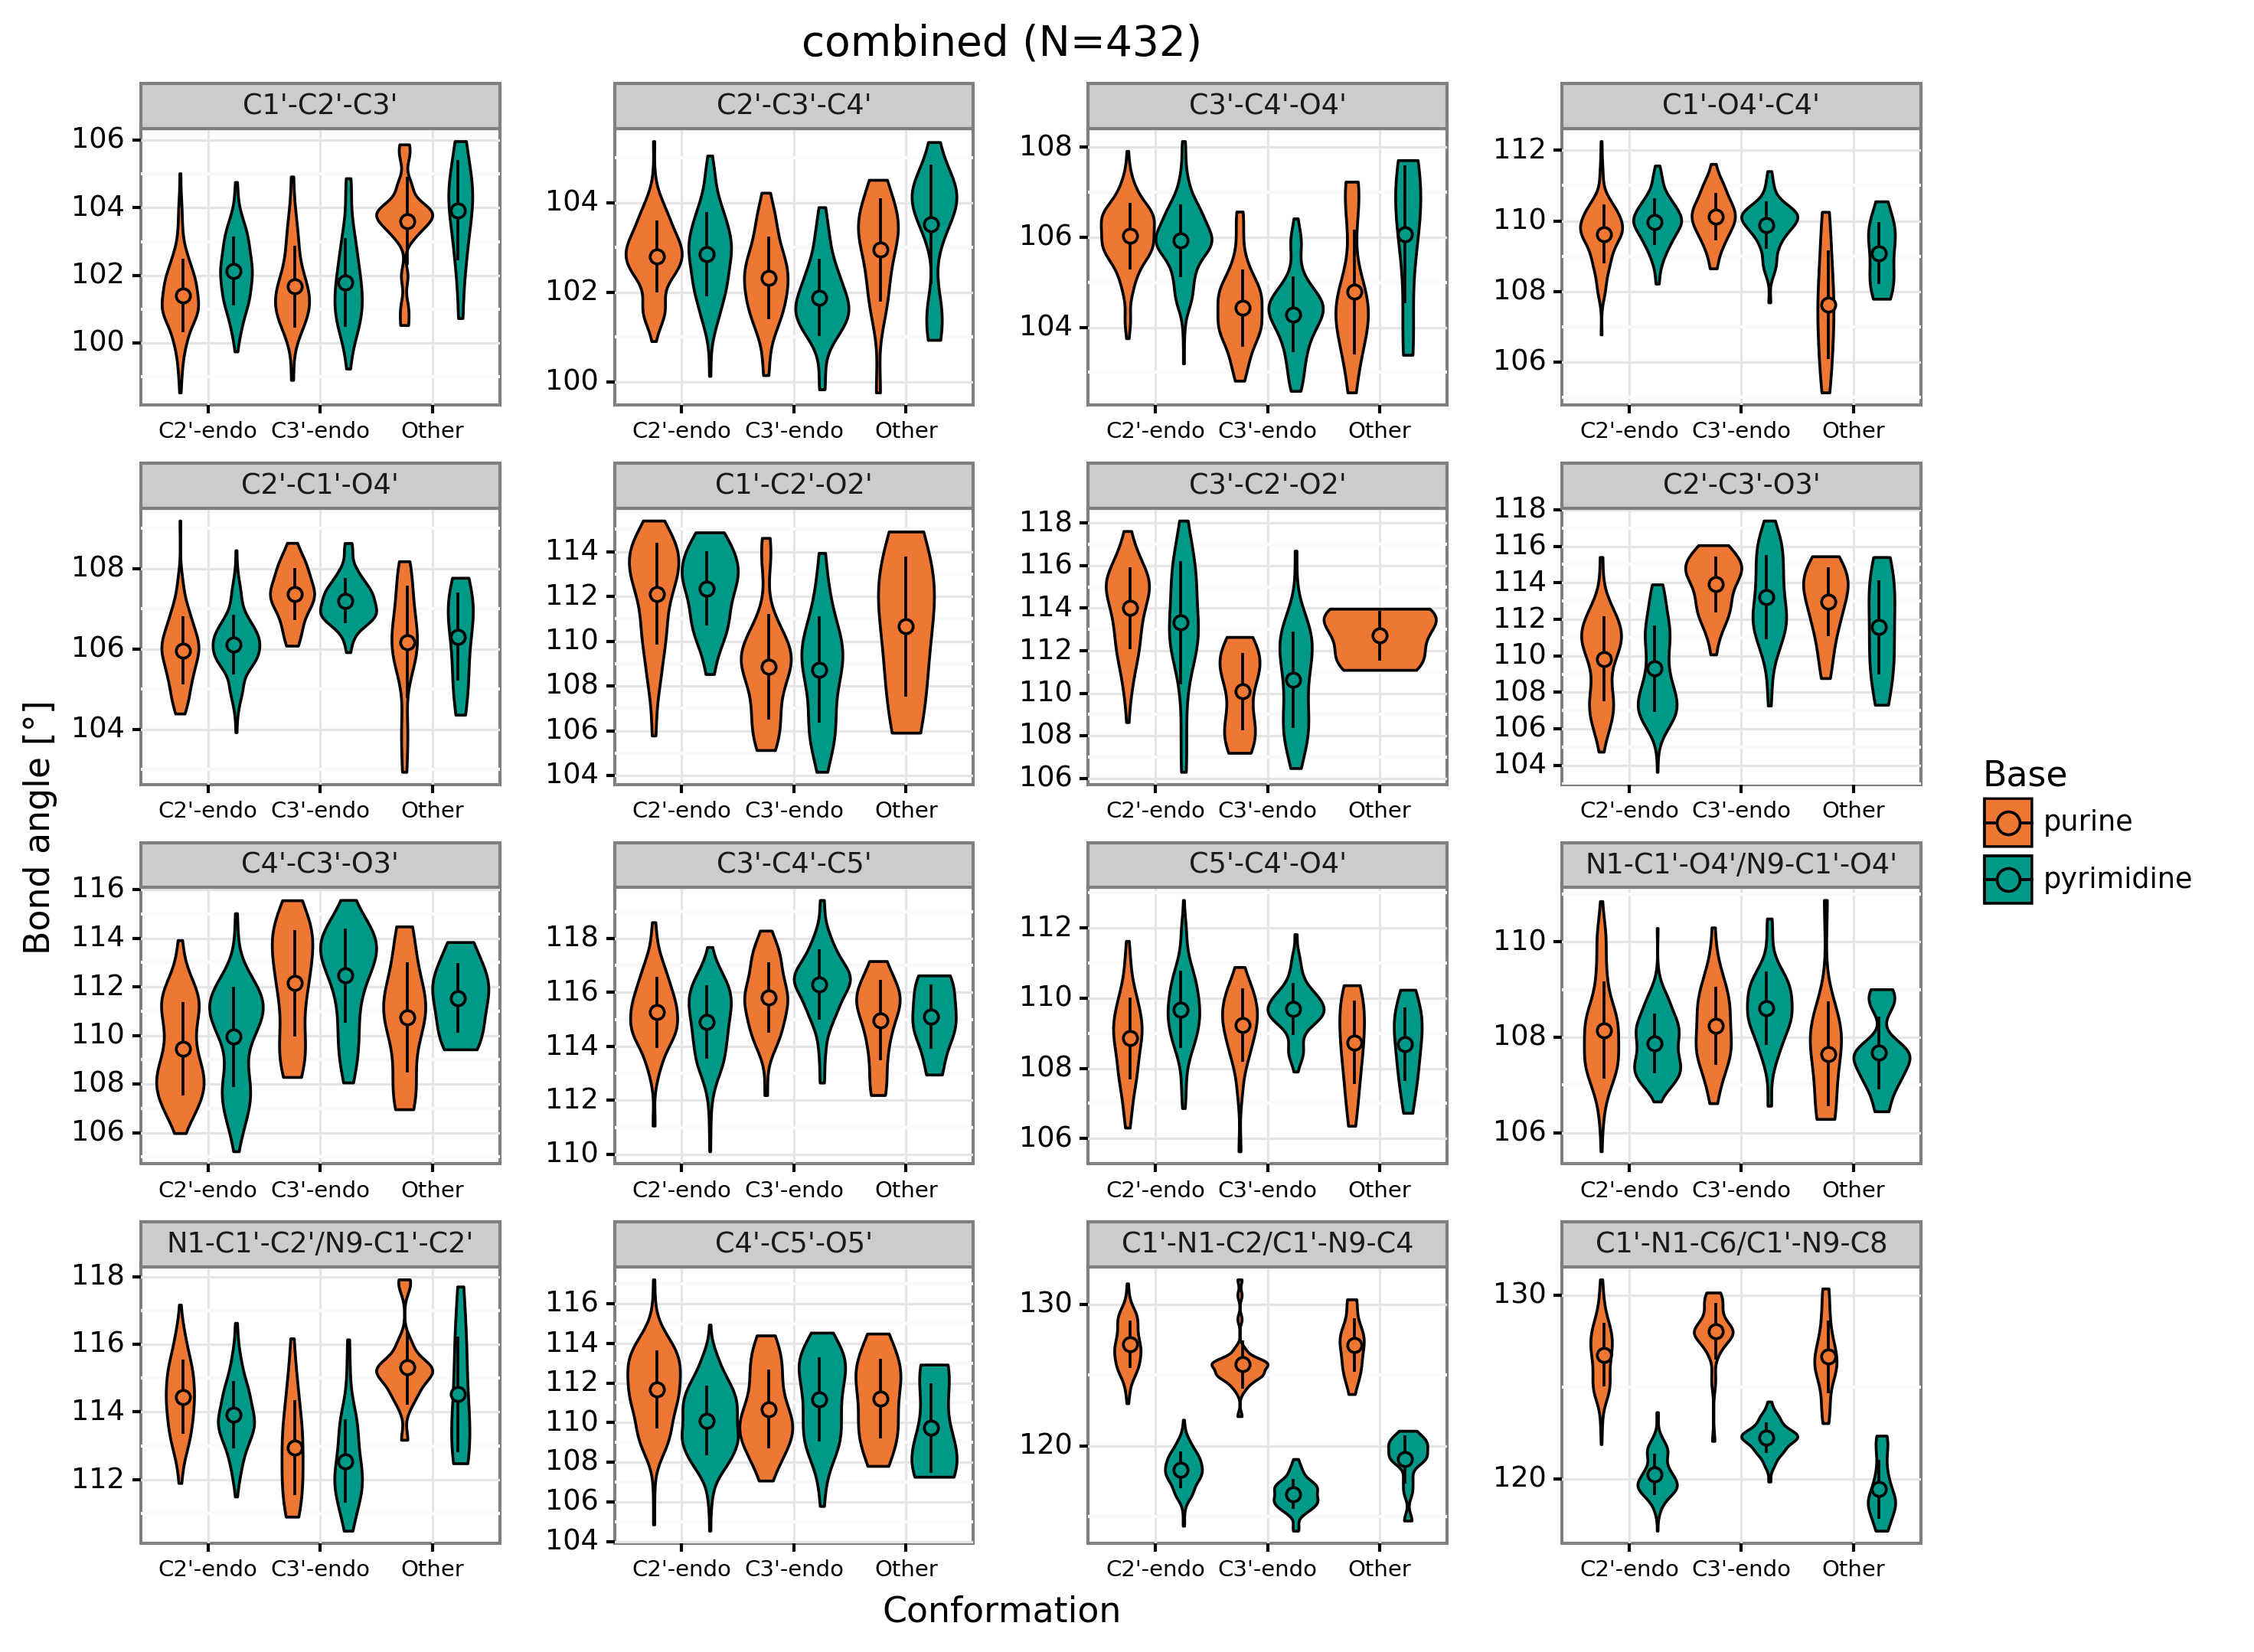 combined (N=432)
C1'-C2'-C3' C2'-C3'-C4' C3'-C4'-O4' C1'-O4'-C4'
106 104 102 100
104 102 100
108 106 104
112 110 108 106
C2'-endo C3'-endo Other C2'-endo C3'-endo Other C2'-endo C3'-endo Other C2'-endo C3'-endo Other
C2'-C1'-O4' C1'-C2'-O2' C3'-C2'-O2' C2'-C3'-O3'
108 106 104
114 112 110 108 106 104
118 116 114 112 110 108 106
118 116 114 112 110 108 106 104
C2'-endo C3'-endo Other C2'-endo C3'-endo Other C2'-endo C3'-endo Other C2'-endo C3'-endo Other
C4'-C3'-O3' C3'-C4'-C5' C5'-C4'-O4' N1-C1'-O4'/N9-C1'-O4'
116 114 112 110 108 106
118 116 114 112 110
112 110 108 106
110 108 106
C2'-endo C3'-endo Other C2'-endo C3'-endo Other C2'-endo C3'-endo Other C2'-endo C3'-endo Other
N1-C1'-C2'/N9-C1'-C2' C4'-C5'-O5' C1'-N1-C2/C1'-N9-C4 C1'-N1-C6/C1'-N9-C8
118 116 114 112
116 114 112 110 108 106 104
130 120
130 120
C2'-endo C3'-endo Other C2'-endo C3'-endo Other C2'-endo C3'-endo Other C2'-endo C3'-endo Other
Bond angle [°]
Conformation
Base
purine
pyrimidine